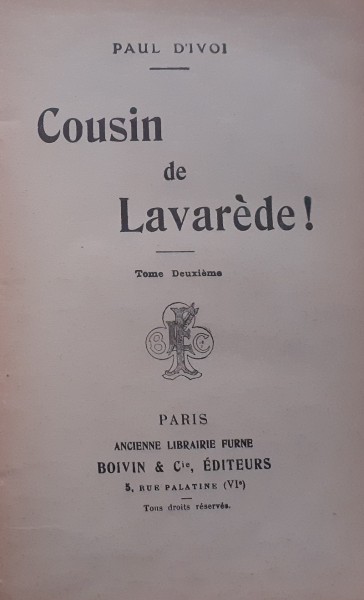 PAUL D'IVOI
Cousin
de
Lavarède!
Tome Deuxième
B F C
PARIS
ANCIENNE LIBRAIRIE FURNE
BOIVIN & Cie, ÉDITEURS
5, RUE PALATINE (VIe)
Tous droits réservés.